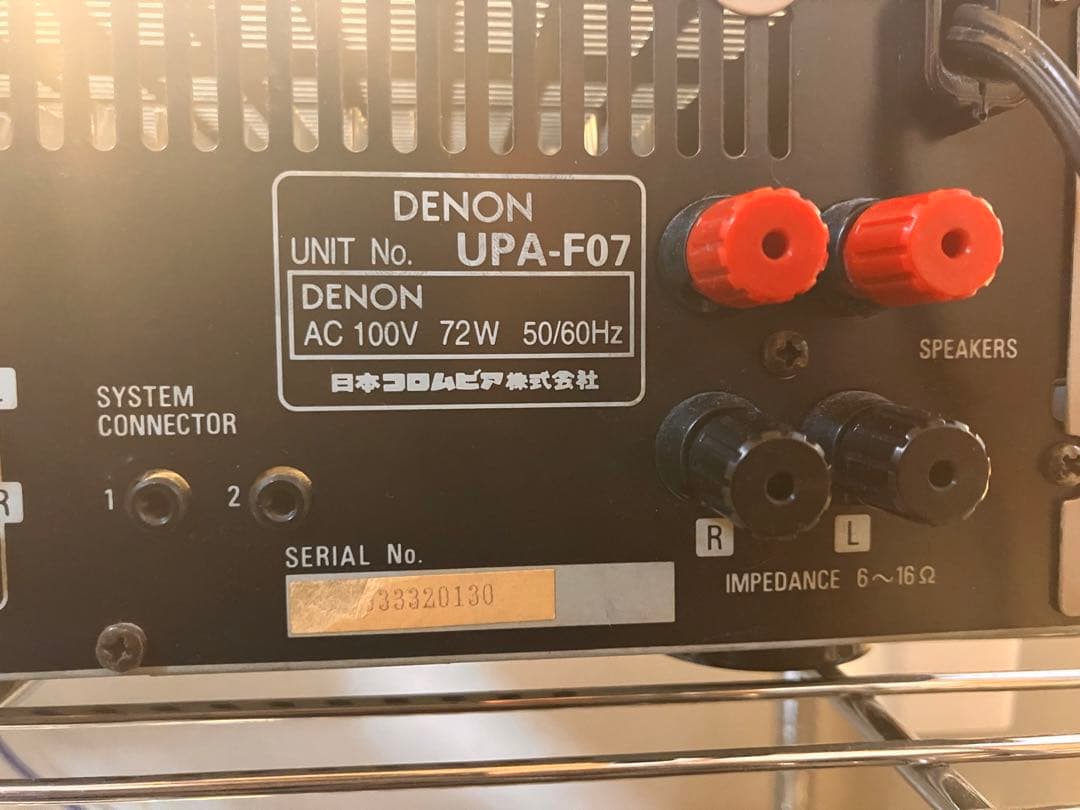 DENON
UNIT No. UPA-F07
DENON
AC 100V 72W 50/60Hz
日本コロムビア株式会社
SPEAKERS
SYSTEM
CONNECTOR
1 2
R
R L
SERIAL No.
IMPEDANCE 6～16Ω